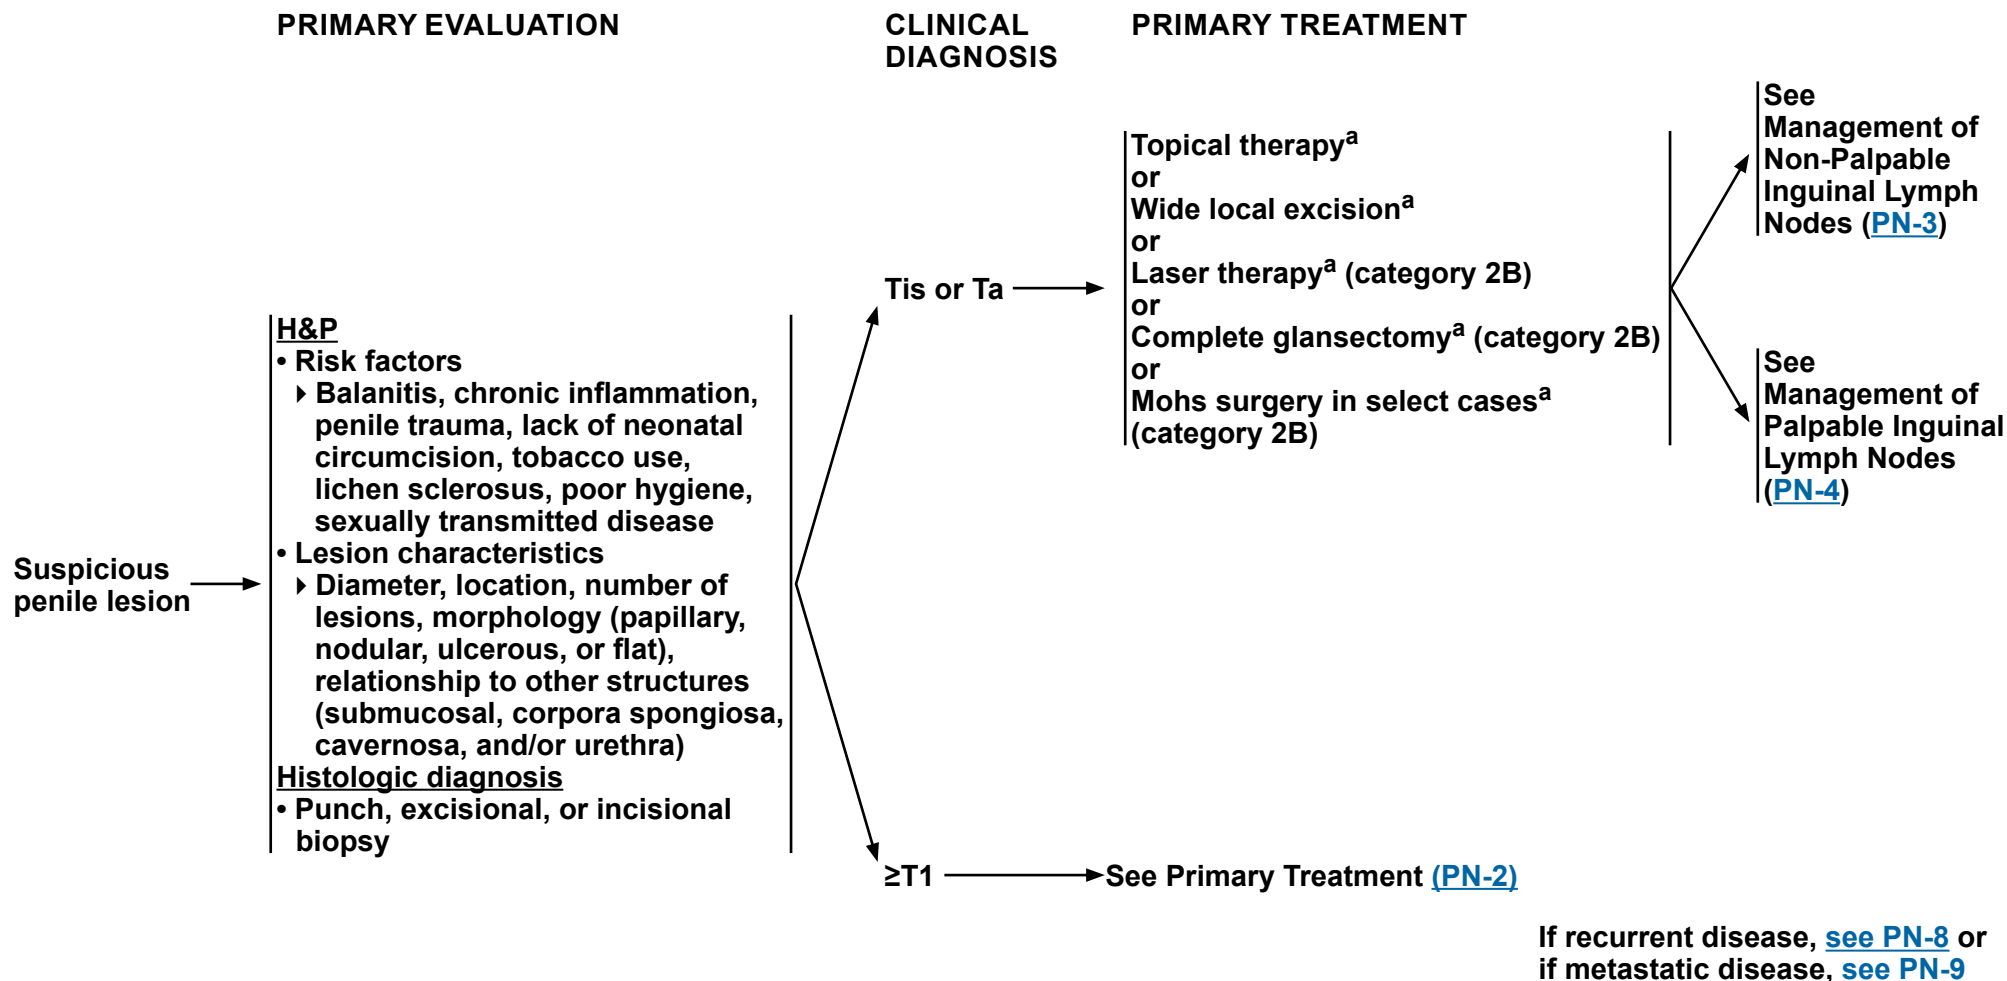 PRIMARY EVALUATION
CLINICAL
DIAGNOSIS
PRIMARY TREATMENT
Suspicious
penile lesion
H&P
• Risk factors
▸ Balanitis, chronic inflammation,
penile trauma, lack of neonatal
circumcision, tobacco use,
lichen sclerosus, poor hygiene,
sexually transmitted disease
• Lesion characteristics
▸ Diameter, location, number of
lesions, morphology (papillary,
nodular, ulcerous, or flat),
relationship to other structures
(submucosal, corpora spongiosa,
cavernosa, and/or urethra)
Histologic diagnosis
• Punch, excisional, or incisional
biopsy
Tis or Ta
Topical therapyᵃ
or
Wide local excisionᵃ
or
Laser therapyᵃ (category 2B)
or
Complete glansectomyᵃ (category 2B)
or
Mohs surgery in select casesᵃ
(category 2B)
See
Management of
Non-Palpable
Inguinal Lymph
Nodes (PN-3)
See
Management of
Palpable Inguinal
Lymph Nodes
(PN-4)
≥T1
See Primary Treatment (PN-2)
If recurrent disease, see PN-8 or
if metastatic disease, see PN-9